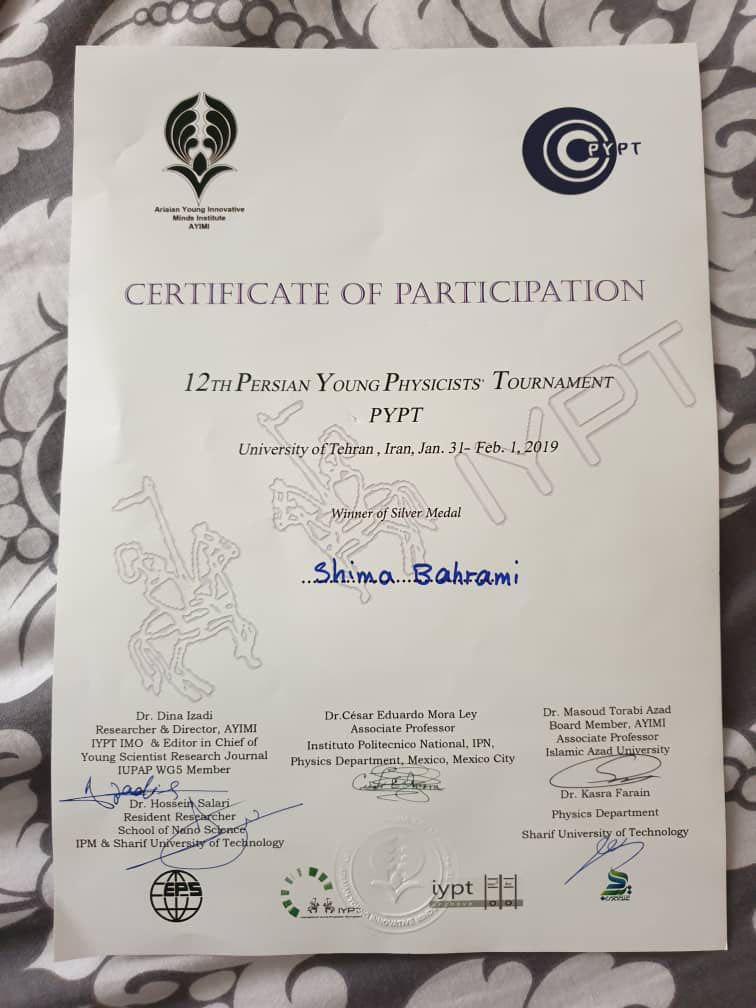 Ariaian Young Innovative
Minds Institute
AYIMI
PYPT
CERTIFICATE OF PARTICIPATION
12TH PERSIAN YOUNG PHYSICISTS' TOURNAMENT
PYPT
University of Tehran , Iran, Jan. 31- Feb. 1, 2019
IYPT
Winner of Silver Medal
...Shima...Bahrami
Dr. Dina Izadi
Researcher & Director, AYIMI
IYPT IMO & Editor in Chief of
Young Scientist Research Journal
IUPAP WG5 Member
Dr. Hossein Salari
Resident Researcher
School of Nano Science
IPM & Sharif University of Technology
Dr.César Eduardo Mora Ley
Associate Professor
Instituto Politecnico National, IPN,
Physics Department, Mexico, Mexico City
Dr. Masoud Torabi Azad
Board Member, AYIMI
Associate Professor
Islamic Azad University
Dr. Kasra Farain
Physics Department
Sharif University of Technology
EPS
IYPT
iypt